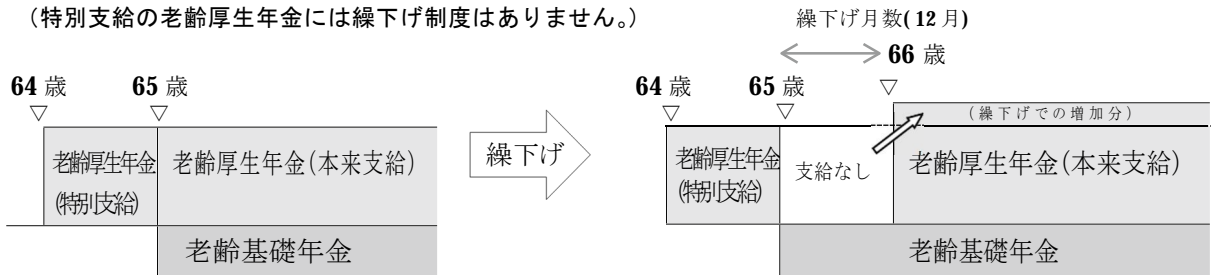 (特別支給の老齢厚生年金には繰下げ制度はありません。)
繰下げ月数(12月)
64歳
65歳
▽
▽
老齢厚生年金
(特別支給)
老齢厚生年金(本来支給)
老齢基礎年金
繰下げ
64歳
65歳
66歳
▽
▽
▽
(繰下げでの増加分)
老齢厚生年金
(特別支給)
支給なし
老齢厚生年金(本来支給)
老齢基礎年金